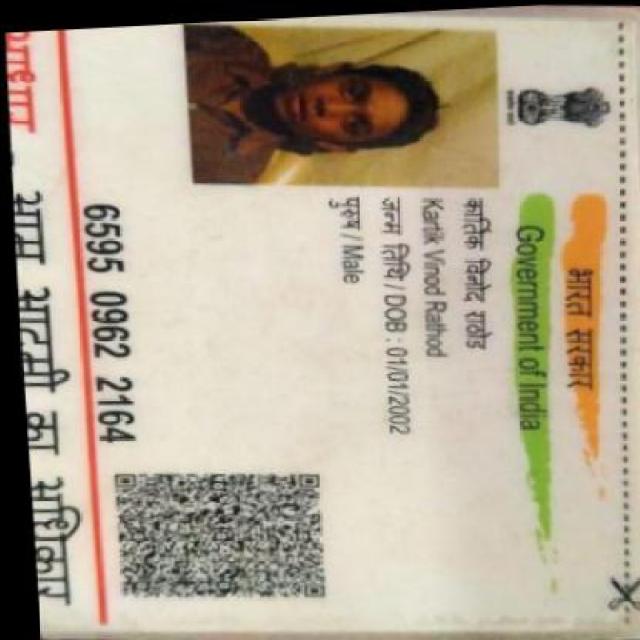 भारत सरकार
Government of India
कार्तिक विनोद राठोड
Kartik Vinod Rathod
जन्म तिथि / DOB : 01/01/2002
पुरुष / Male
6595 0962 2164
- आम आदमी का अधिकार